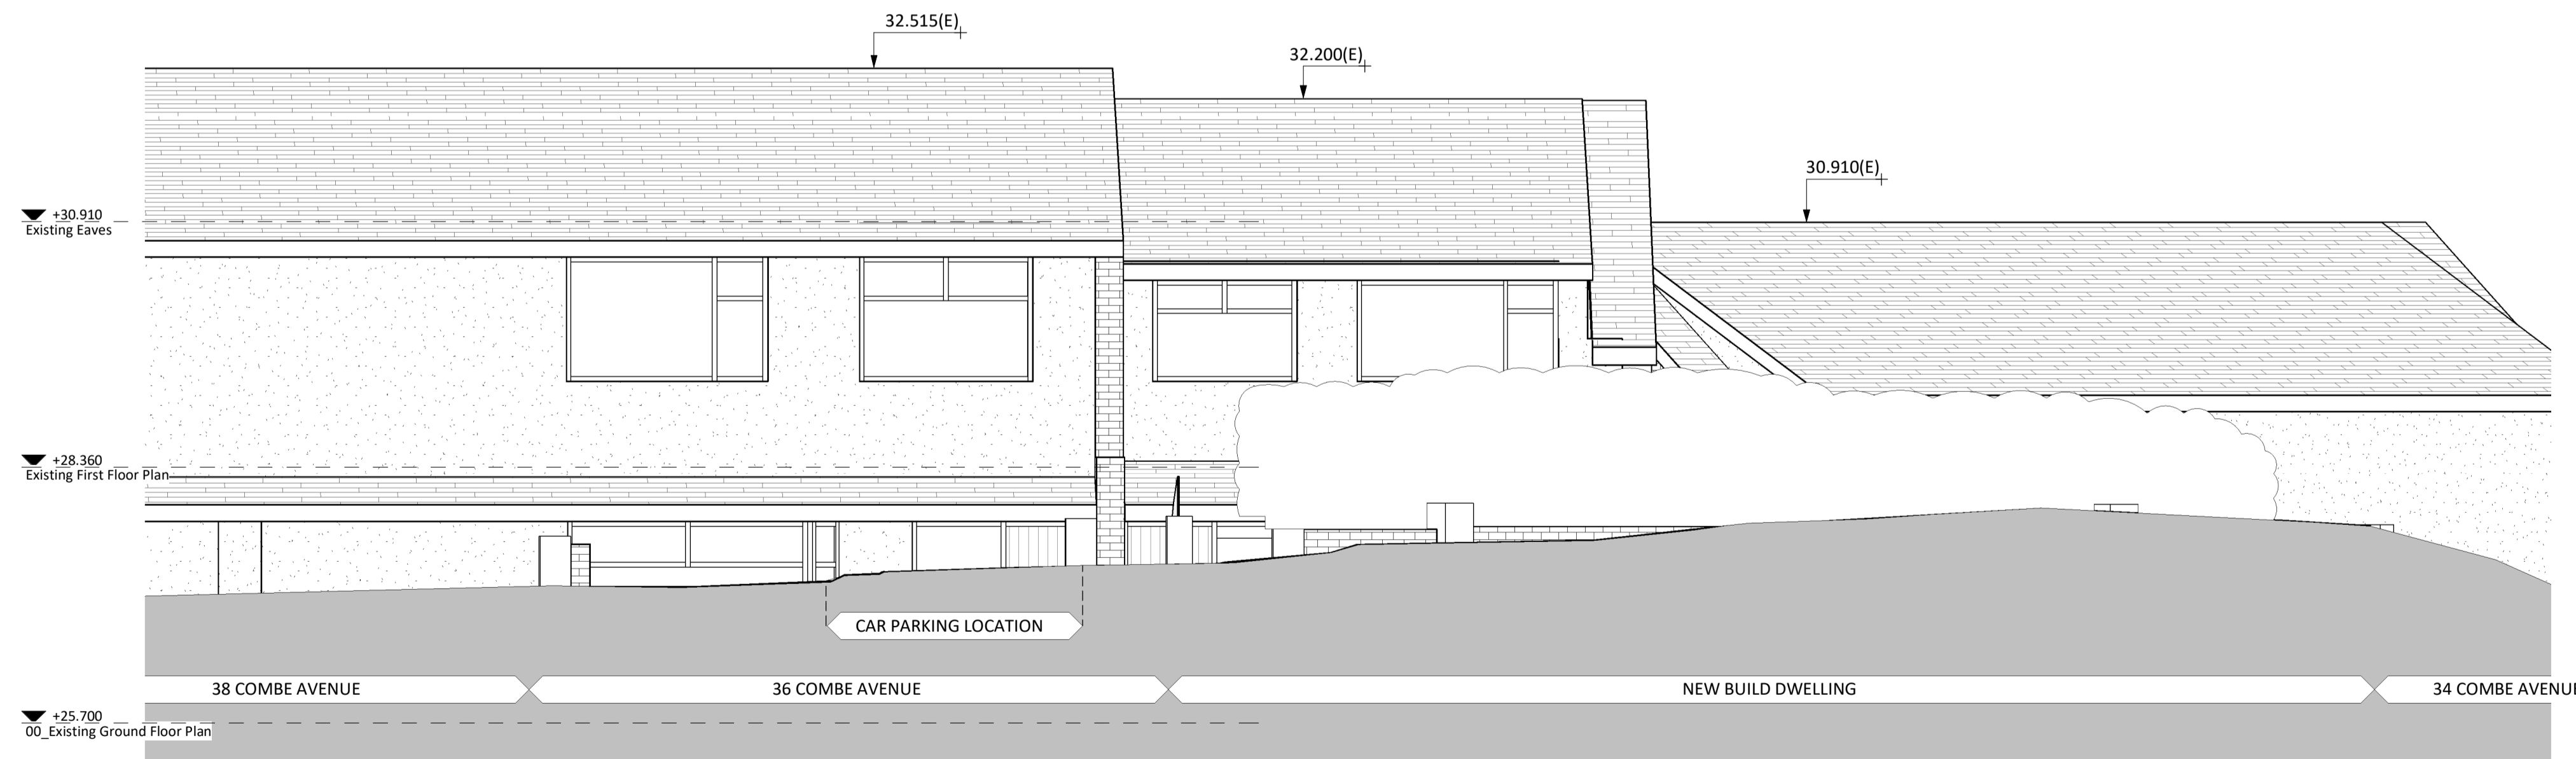 32.515(E)
32.200(E)
30.910(E)
+30.910
Existing Eaves
+28.360
Existing First Floor Plan
CAR PARKING LOCATION
38 COMBE AVENUE
36 COMBE AVENUE
NEW BUILD DWELLING
34 COMBE AVENUE
+25.700
00_Existing Ground Floor Plan